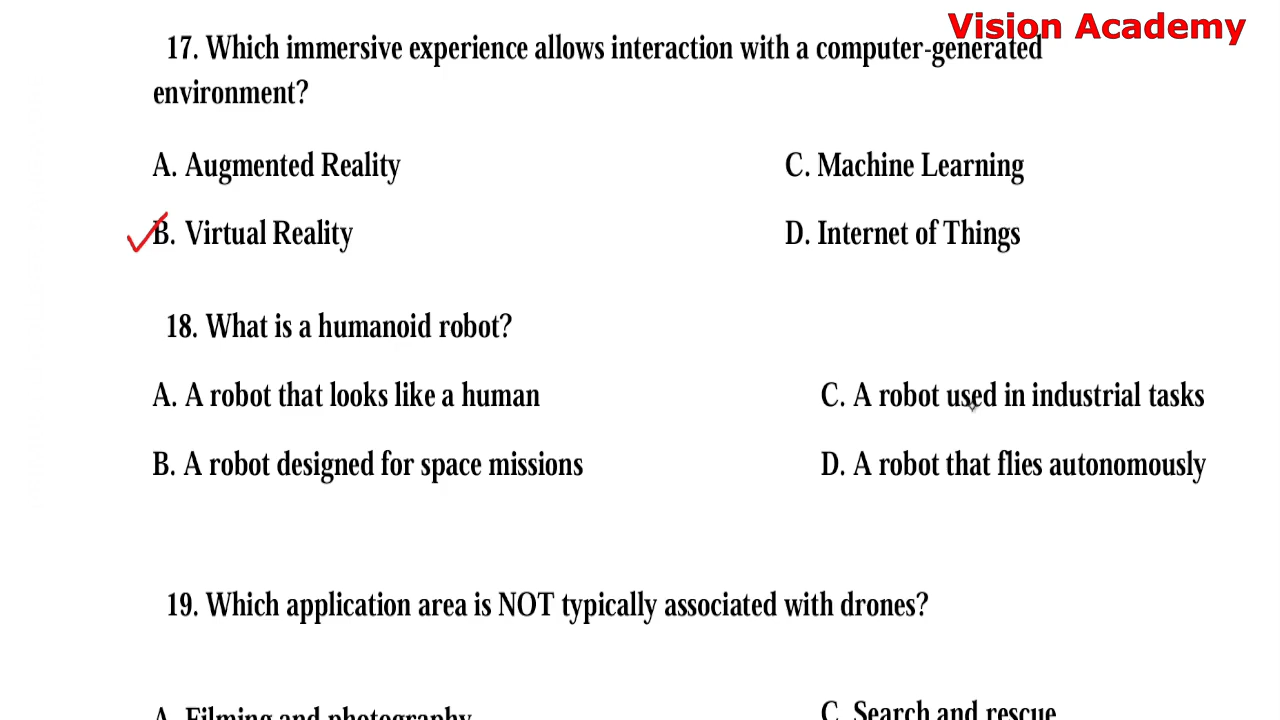 Vision Academy
17. Which immersive experience allows interaction with a computer-generated
environment?
A. Augmented Reality
C. Machine Learning
B. Virtual Reality
D. Internet of Things
18. What is a humanoid robot?
A. A robot that looks like a human
C. A robot used in industrial tasks
B. A robot designed for space missions
D. A robot that flies autonomously
19. Which application area is NOT typically associated with drones?
A. Filming and photography
C. Search and rescue